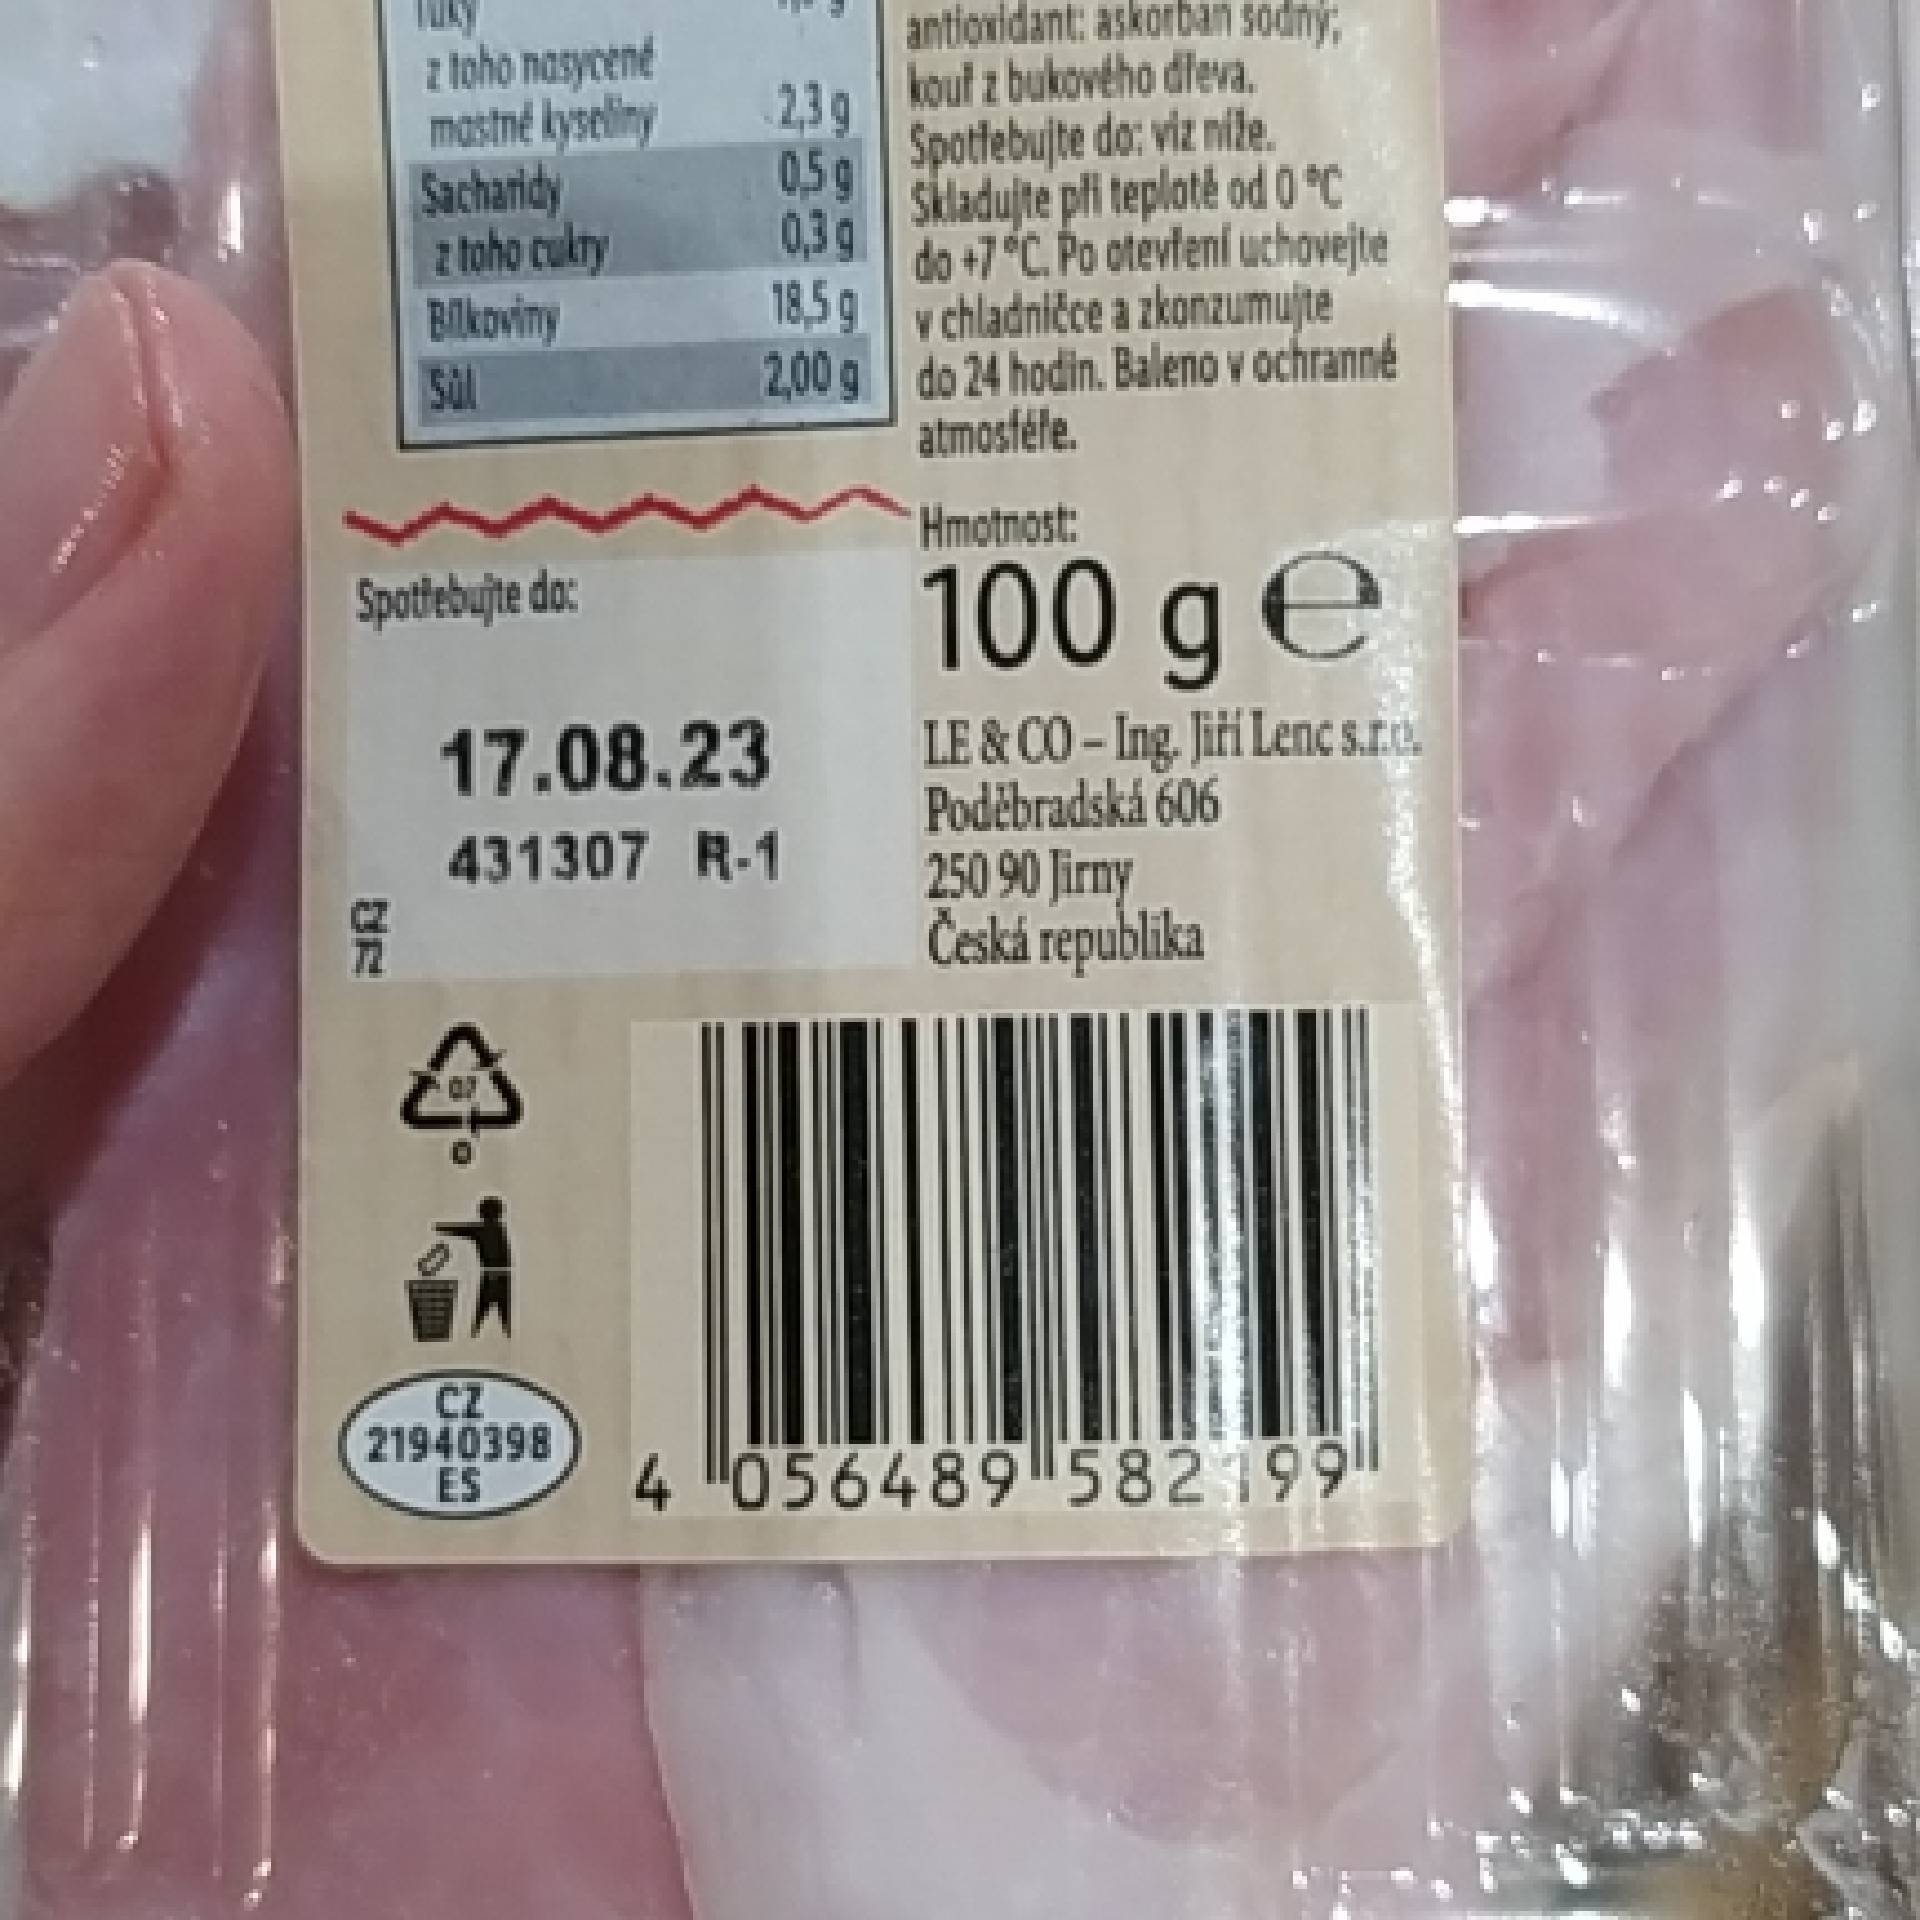 z toho nasycené
mastné kyseliny 2,3 g
Sacharidy 0,5 g
z toho cukry 0,3 g
Bílkoviny 18,5 g
Sůl 2,00 g
antioxidant: askorban sodný;
kouř z bukového dřeva.
Spotřebujte do: viz níže.
Skladujte při teplotě od 0 °C
do +7 °C. Po otevření uchovejte
v chladničce a zkonzumujte
do 24 hodin. Baleno v ochranné
atmosféře.
Hmotnost:
100 g e
Spotřebujte do:
17.08.23
431307 R-1
CZ
72
LE & CO – Ing. Jiří Lenc s.r.o.
Poděbradská 606
250 90 Jirny
Česká republika
07
O
CZ
21940398
ES
4 056489 582199